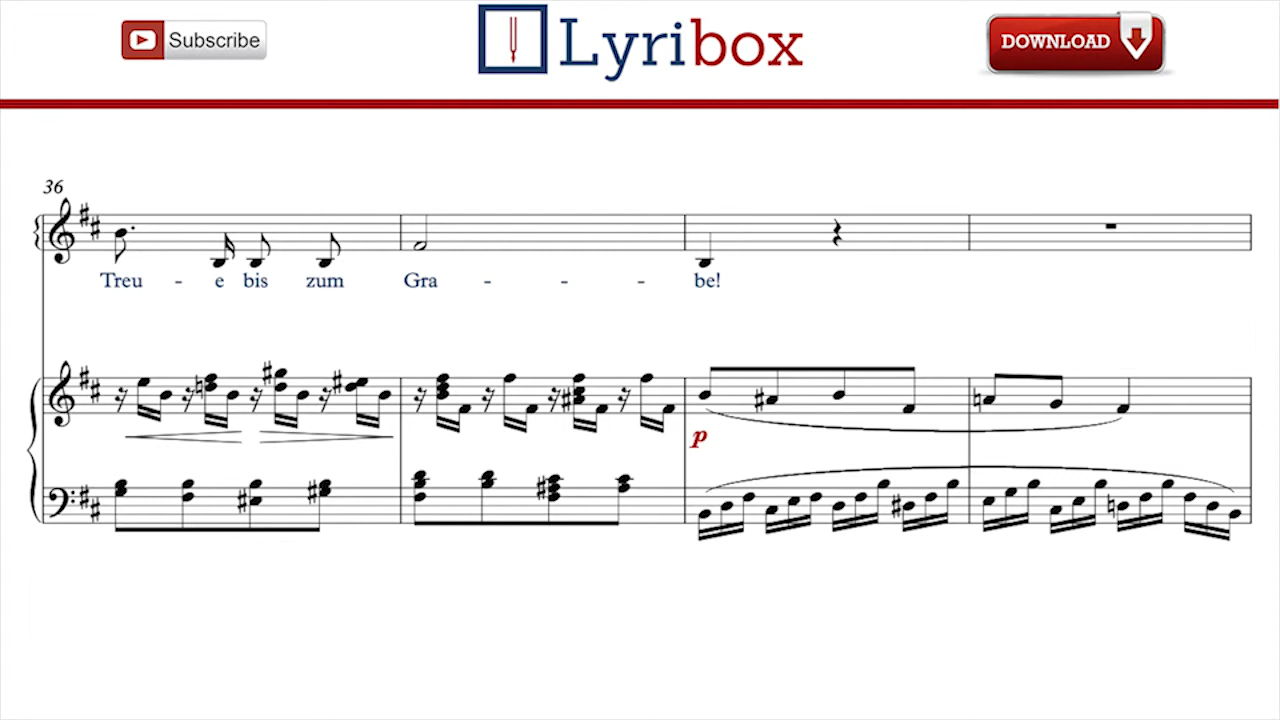 Subscribe
Lyribox
DOWNLOAD
36
Treu - e bis zum Gra - - - be!
p